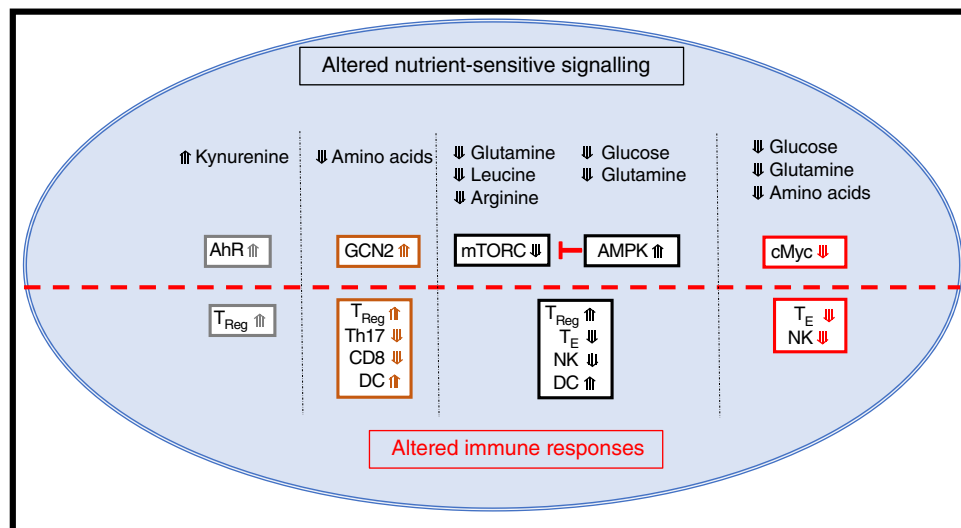 Altered nutrient-sensitive signalling
⤊ Kynurenine
⤋ Amino acids
⤋ Glutamine
⤋ Leucine
⤋ Arginine
⤋ Glucose
⤋ Glutamine
⤋ Glucose
⤋ Glutamine
⤋ Amino acids
AhR ⤊
GCN2 ⤊
mTORC ⤋
AMPK ⤊
cMyc ⤋
TReg ⤊
TReg ⤊
Th17 ⤋
CD8 ⤋
DC ⤊
TReg ⤊
TE ⤋
NK ⤋
DC ⤊
TE ⤋
NK ⤋
Altered immune responses